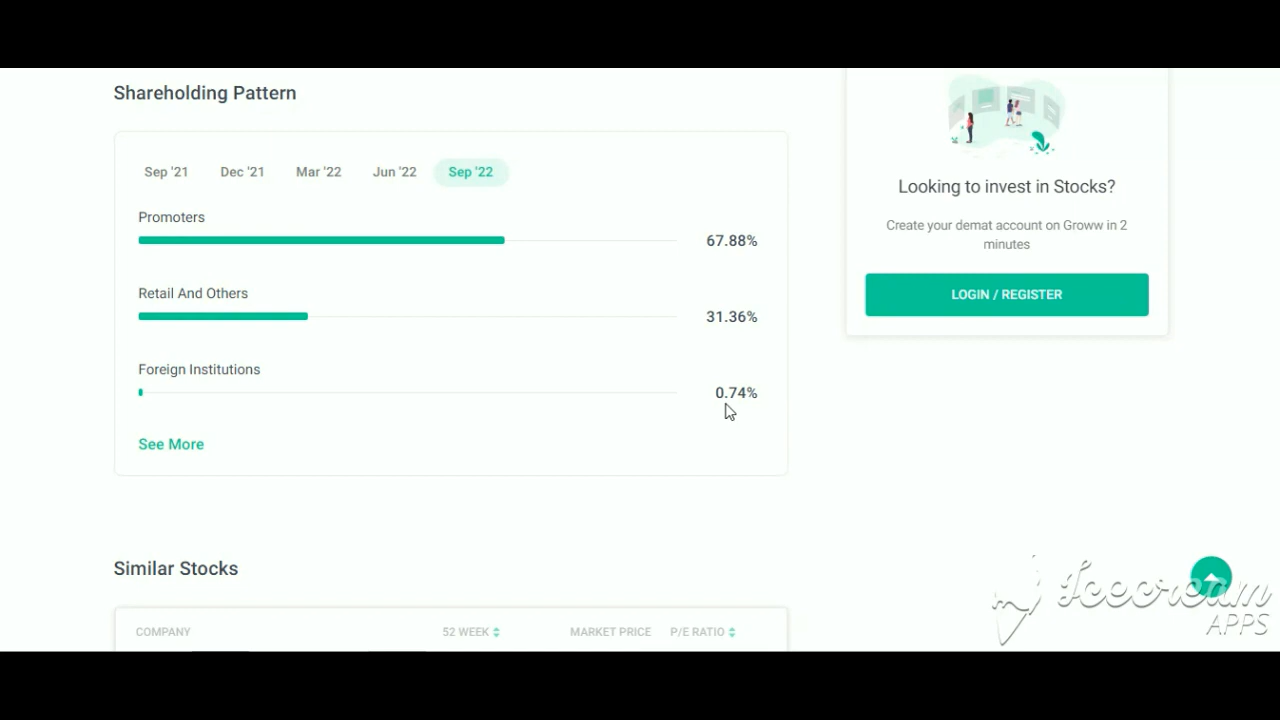 Shareholding Pattern
Sep '21 Dec '21 Mar '22 Jun '22 Sep '22
Promoters
67.88%
Retail And Others
31.36%
Foreign Institutions
0.74%
See More
Looking to invest in Stocks?
Create your demat account on Groww in 2
minutes
LOGIN / REGISTER
Similar Stocks
COMPANY 52 WEEK MARKET PRICE P/E RATIO
Icecream
APPS